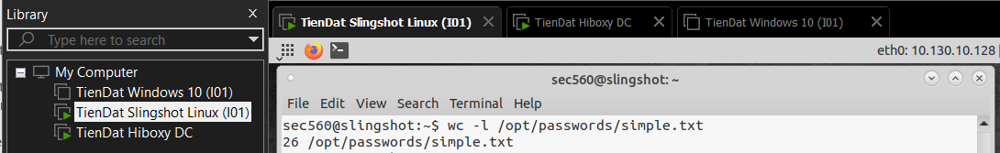 Library
Type here to search
My Computer
TienDat Windows 10 (I01)
TienDat Slingshot Linux (I01)
TienDat Hiboxy DC
TienDat Slingshot Linux (I01)
TienDat Hiboxy DC
TienDat Windows 10 (I01)
eth0: 10.130.10.128
sec560@slingshot: ~
File Edit View Search Terminal Help
sec560@slingshot:~$ wc -l /opt/passwords/simple.txt
26 /opt/passwords/simple.txt